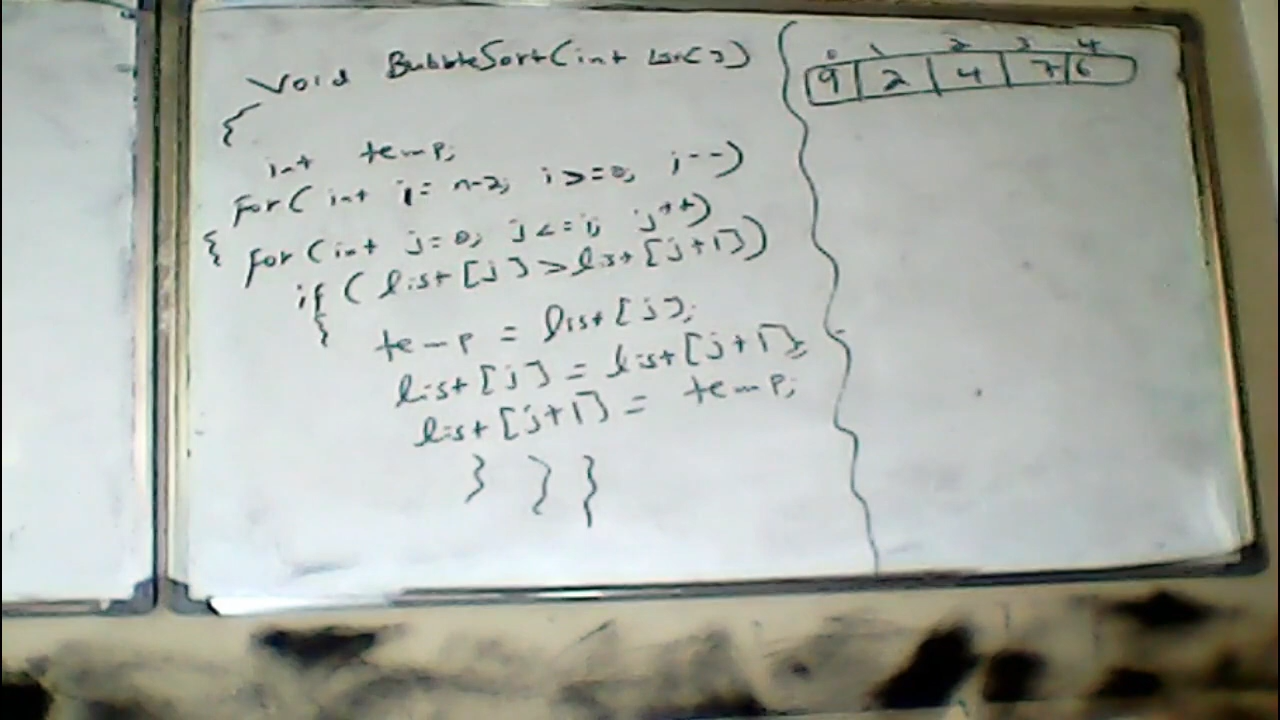 Void BubbleSort(int list[])
{
int temp;
For( int i= n-2; i>=0; i--)
{ For(int j=0; j<=i; j++)
if ( list [j] > list [j+1])
{ temp = list [j];
list [j] = list [j+1];
list [j+1] = temp;
} } }
0 1 2 3 4
9 2 4 7 6